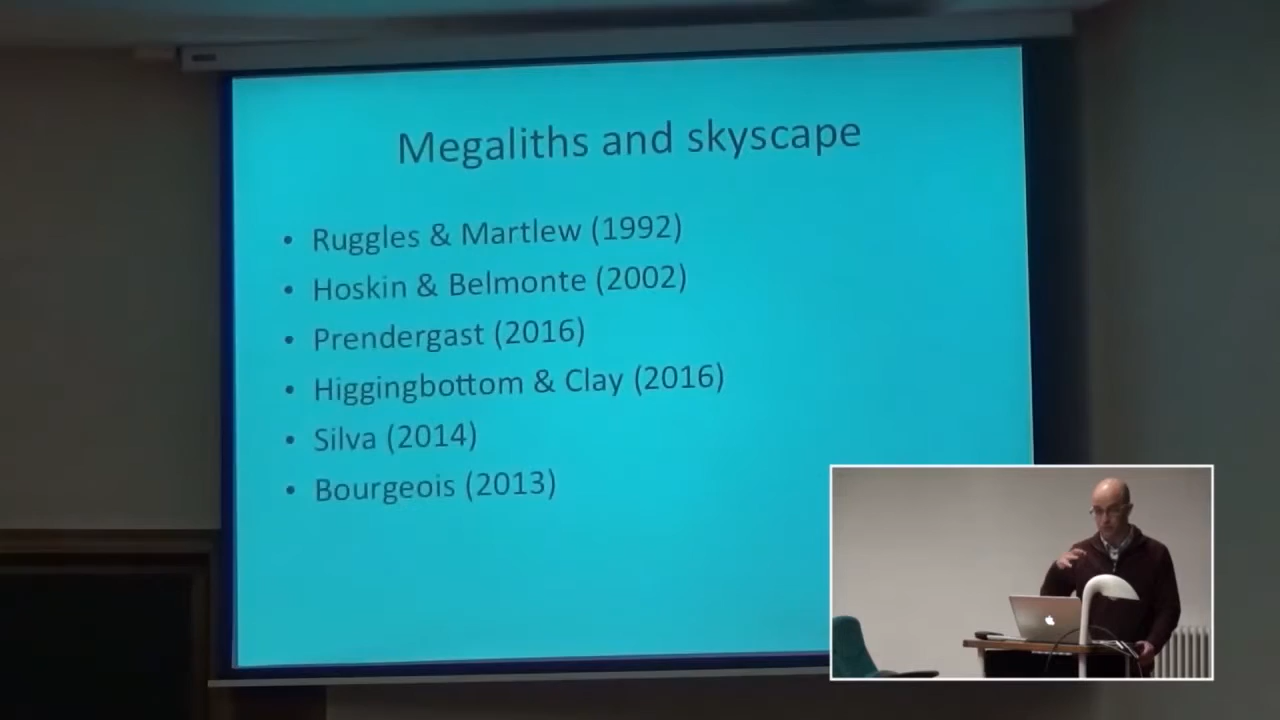 Megaliths and skyscape
• Ruggles & Martlew (1992)
• Hoskin & Belmonte (2002)
• Prendergast (2016)
• Higgingbottom & Clay (2016)
• Silva (2014)
• Bourgeois (2013)